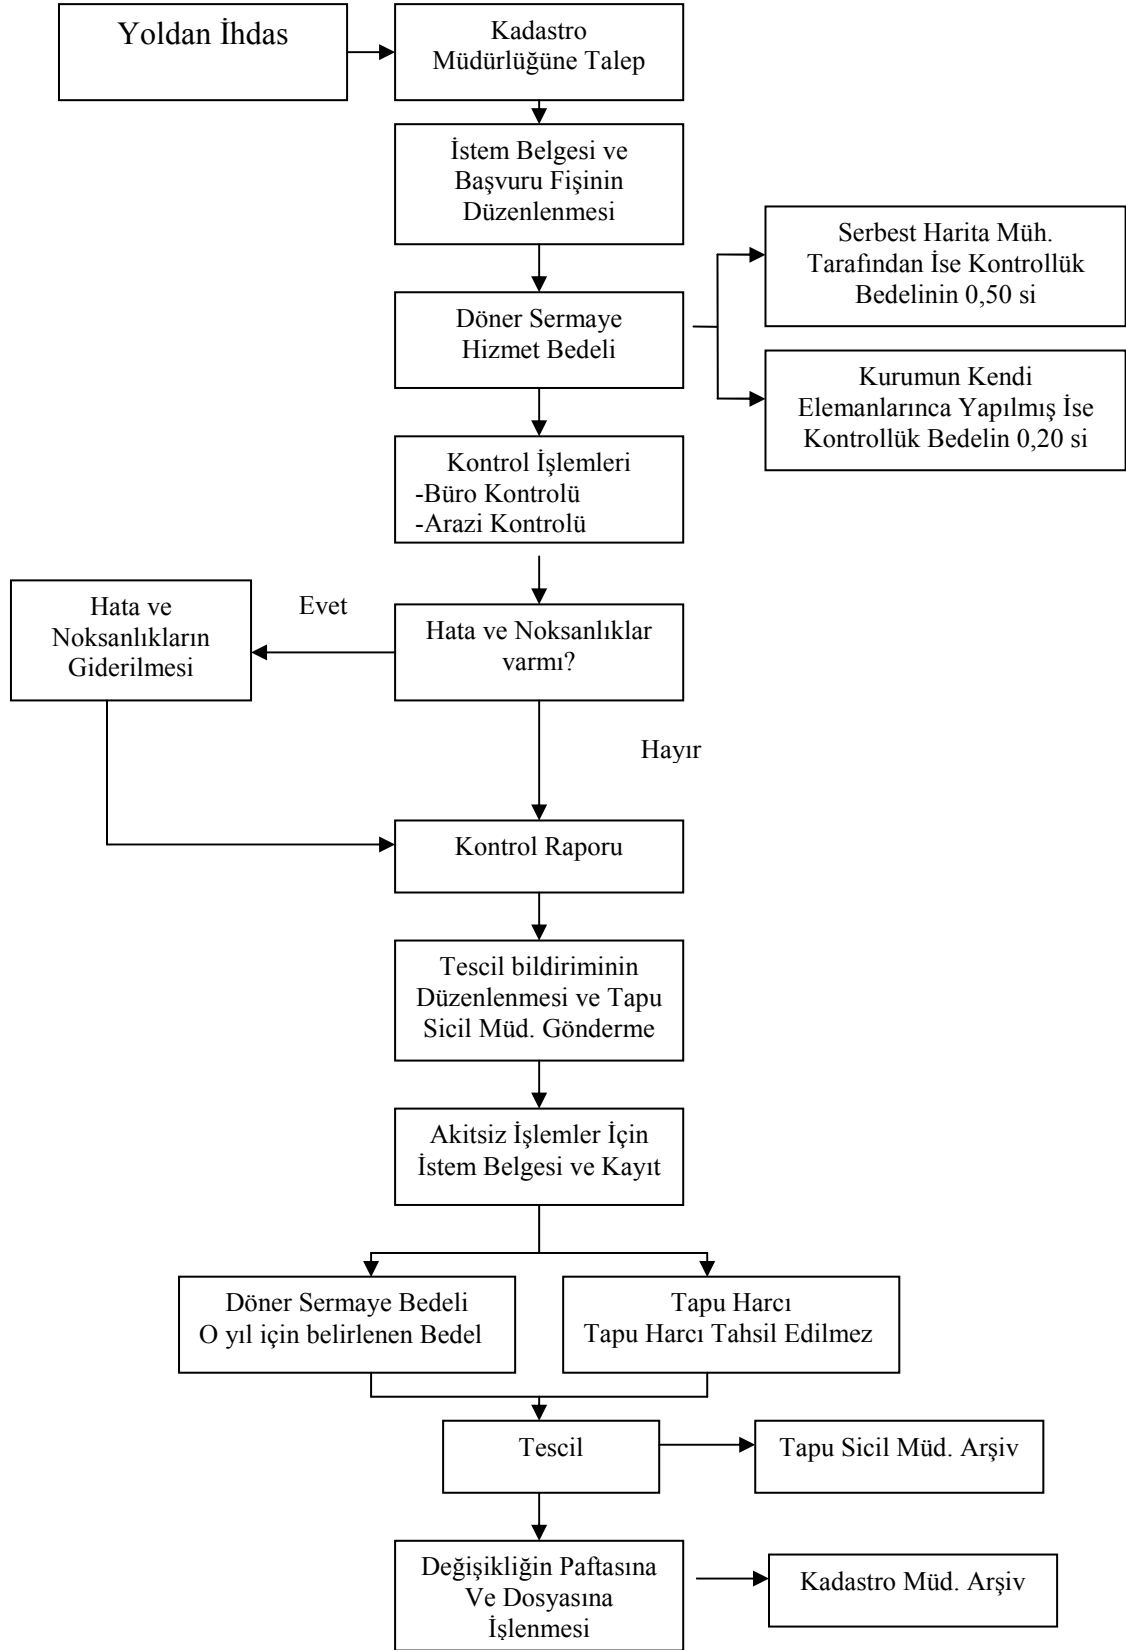 Yoldan İhdas
Kadastro
Müdürlüğüne Talep
İstem Belgesi ve
Başvuru Fişinin
Düzenlenmesi
Serbest Harita Müh.
Tarafından İse Kontrollük
Bedelinin 0,50 si
Döner Sermaye
Hizmet Bedeli
Kurumun Kendi
Elemanlarınca Yapılmış İse
Kontrollük Bedelin 0,20 si
Kontrol İşlemleri
-Büro Kontrolü
-Arazi Kontrolü
Hata ve
Noksanlıkların
Giderilmesi
Evet
Hata ve Noksanlıklar
varmı?
Hayır
Kontrol Raporu
Tescil bildiriminin
Düzenlenmesi ve Tapu
Sicil Müd. Gönderme
Akitsiz İşlemler İçin
İstem Belgesi ve Kayıt
Döner Sermaye Bedeli
O yıl için belirlenen Bedel
Tapu Harcı
Tapu Harcı Tahsil Edilmez
Tescil
Tapu Sicil Müd. Arşiv
Değişikliğin Paftasına
Ve Dosyasına
İşlenmesi
Kadastro Müd. Arşiv